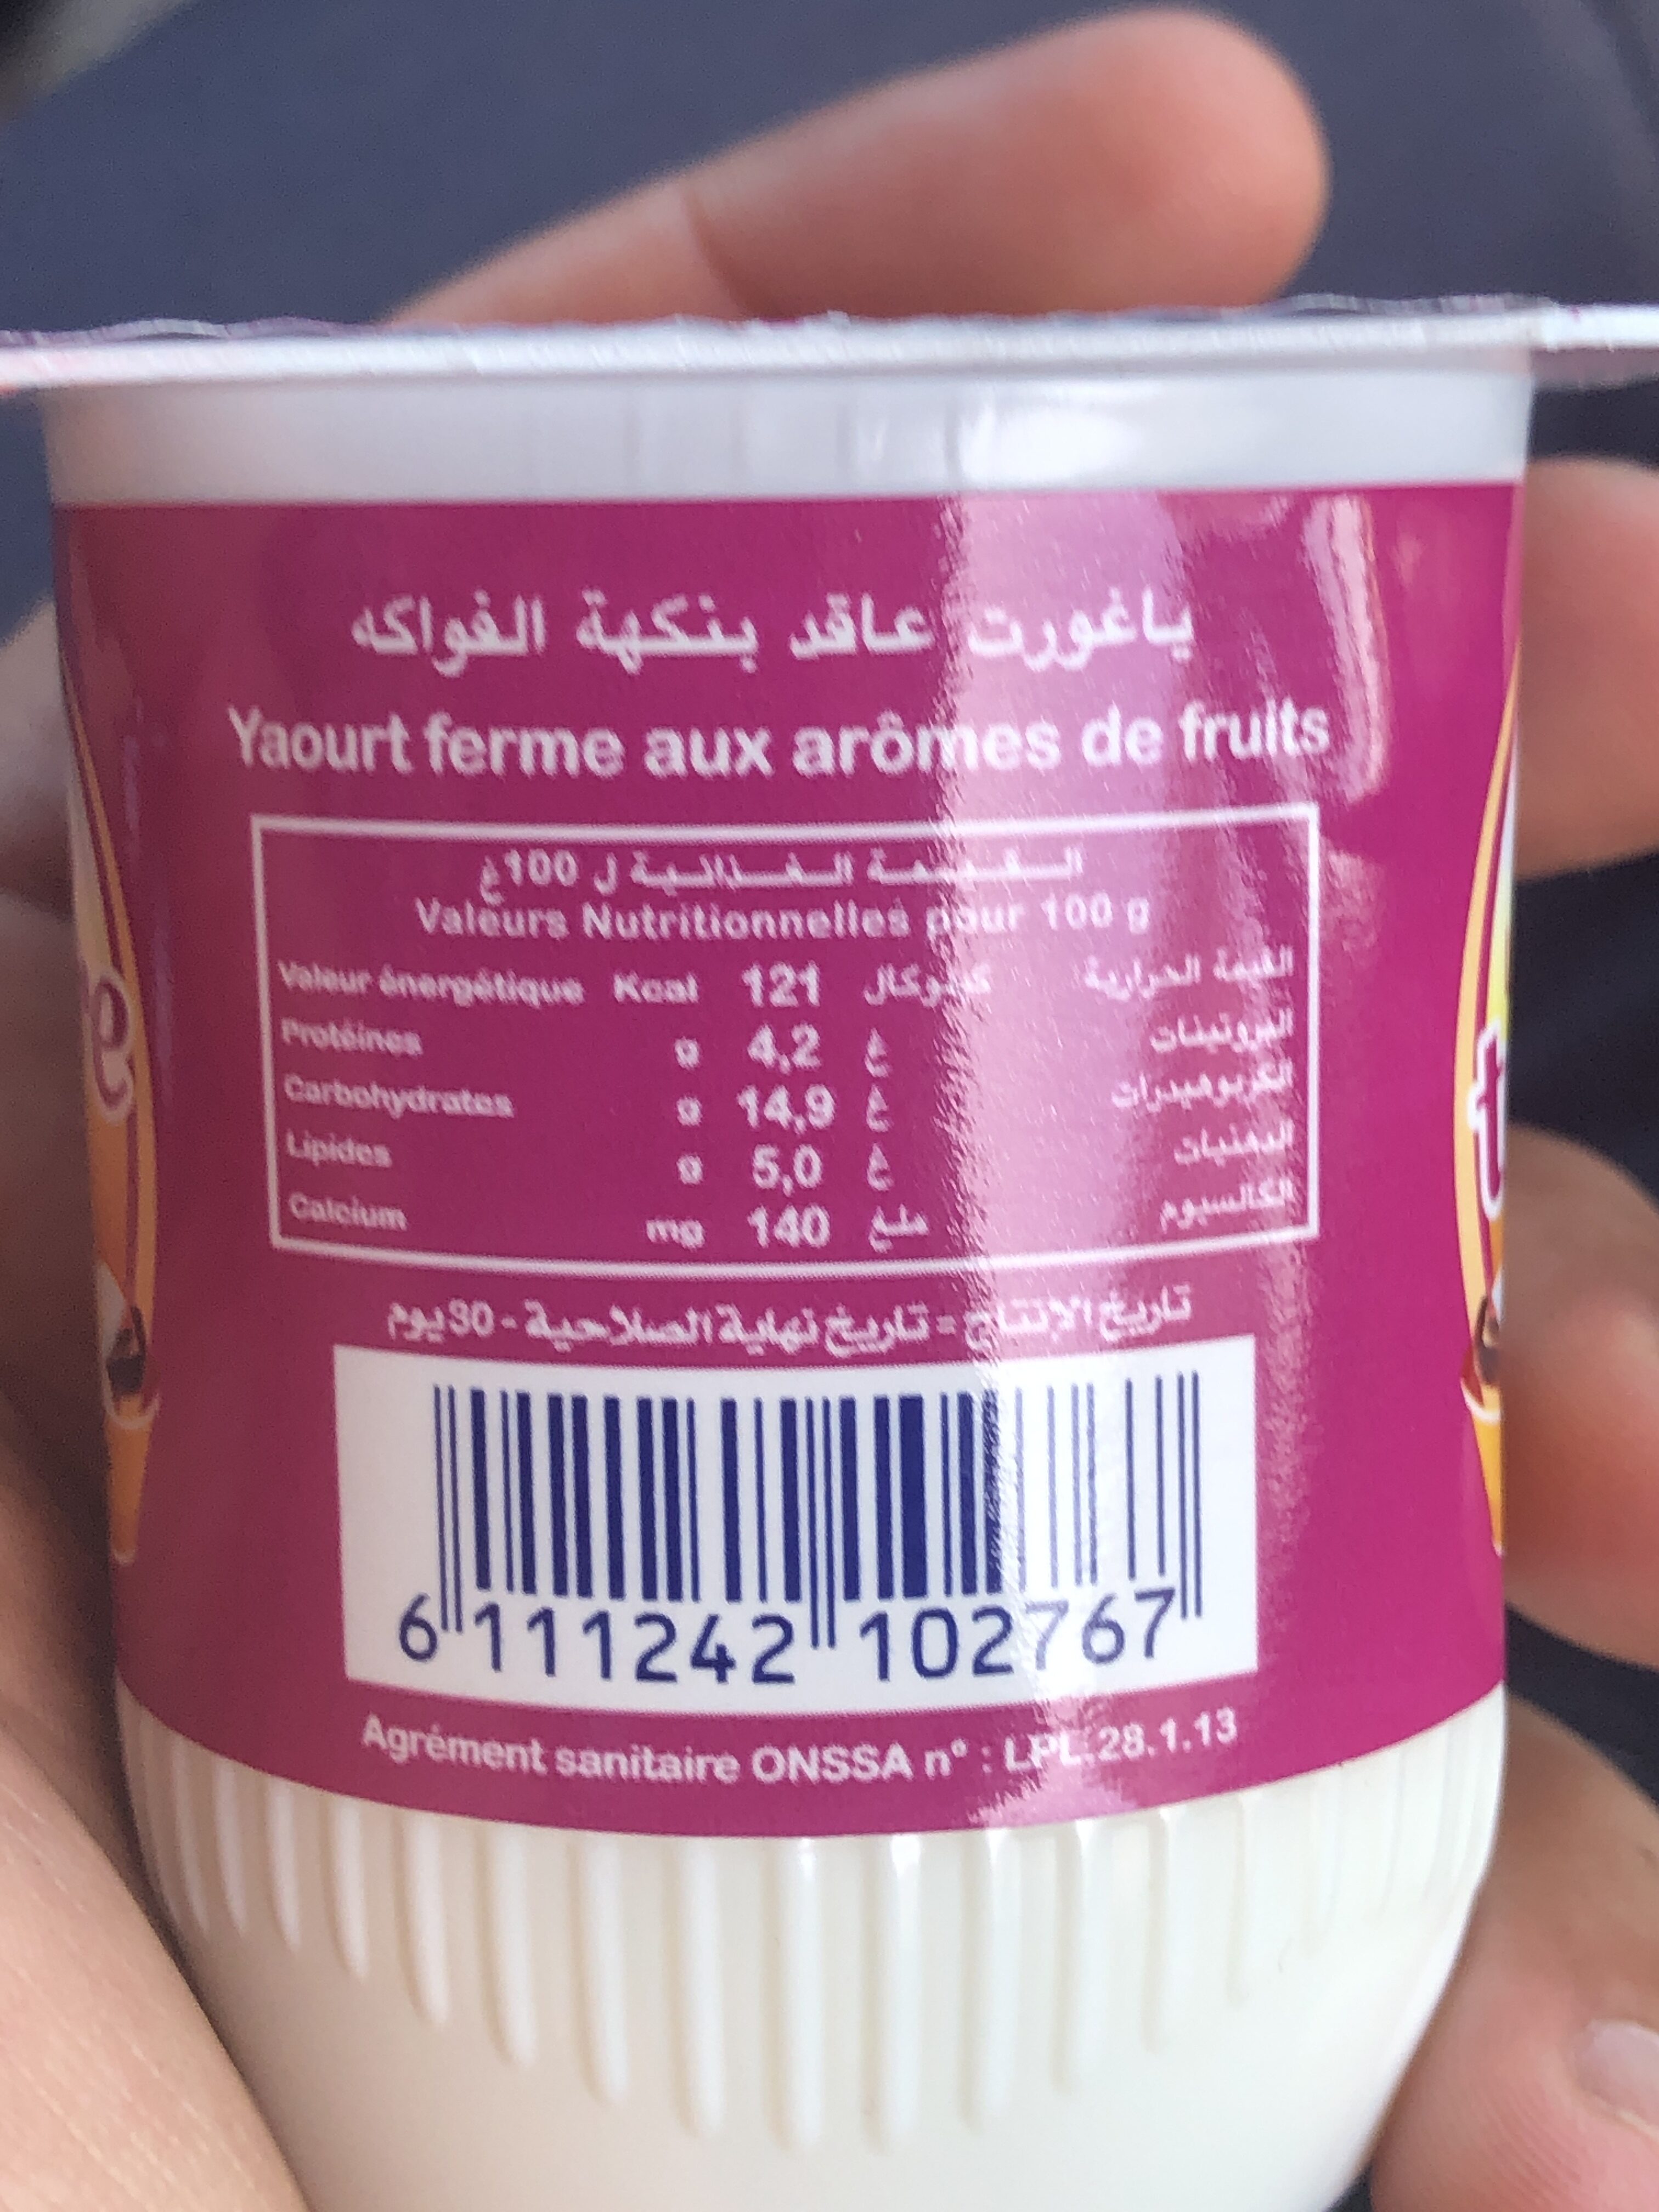 ياغورت عاقد بنكهة الفواكه
Yaourt ferme aux arômes de fruits
القيمة الغذائية ل 100غ
Valeurs Nutritionnelles pour 100 g
Valeur énergétique Kcal 121 كيلوكال القيمة الحرارية
Protéines g 4,2 غ البروتينات
Carbohydrates g 14,9 غ الكربوهيدرات
Lipides g 5,0 غ الدهنيات
Calcium mg 140 ملغ الكالسيوم
تاريخ الإنتاج = تاريخ نهاية الصلاحية - 30 يوم
6 111242 102767
Agrément sanitaire ONSSA n° : LPL.28.1.13
e
t